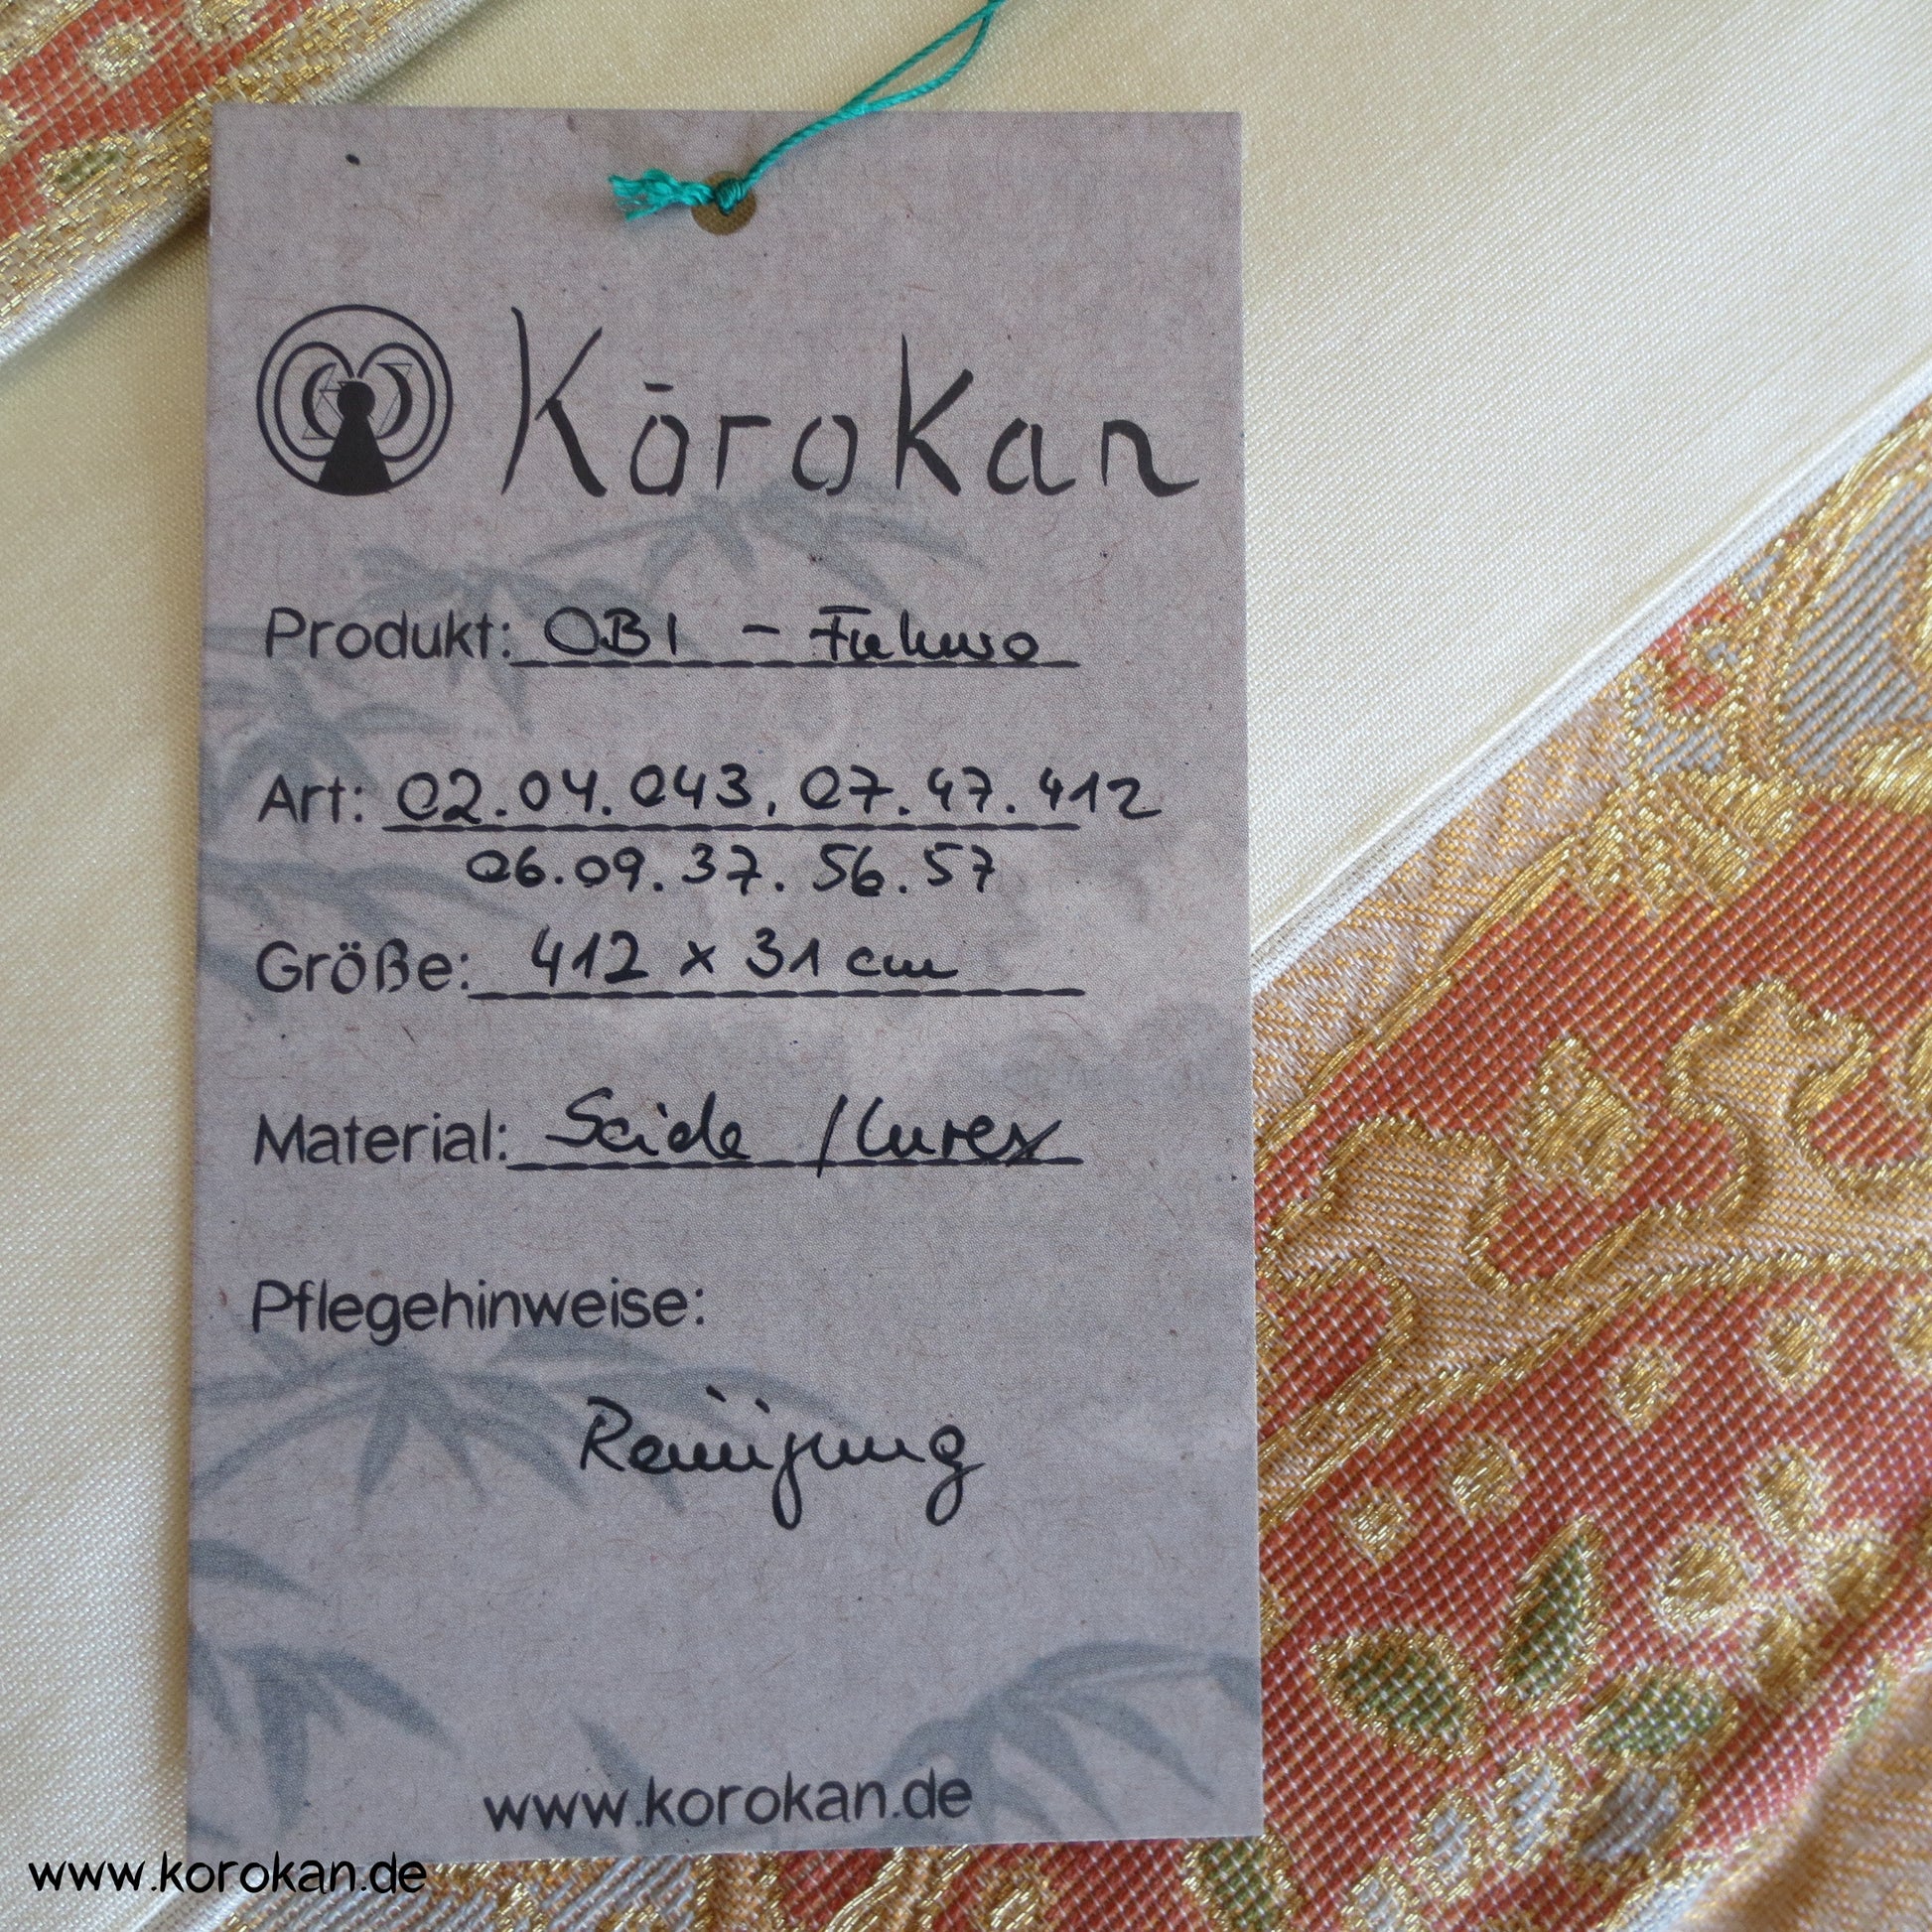 Kōrokan
Produkt: OBI - Fukuro
Art: 02.04.043.07.47.412
06.09.37.56.57
Größe: 412 x 31 cm
Material: Seide / Lurex
Pflegehinweise:
Reinigung
www.korokan.de
www.korokan.de